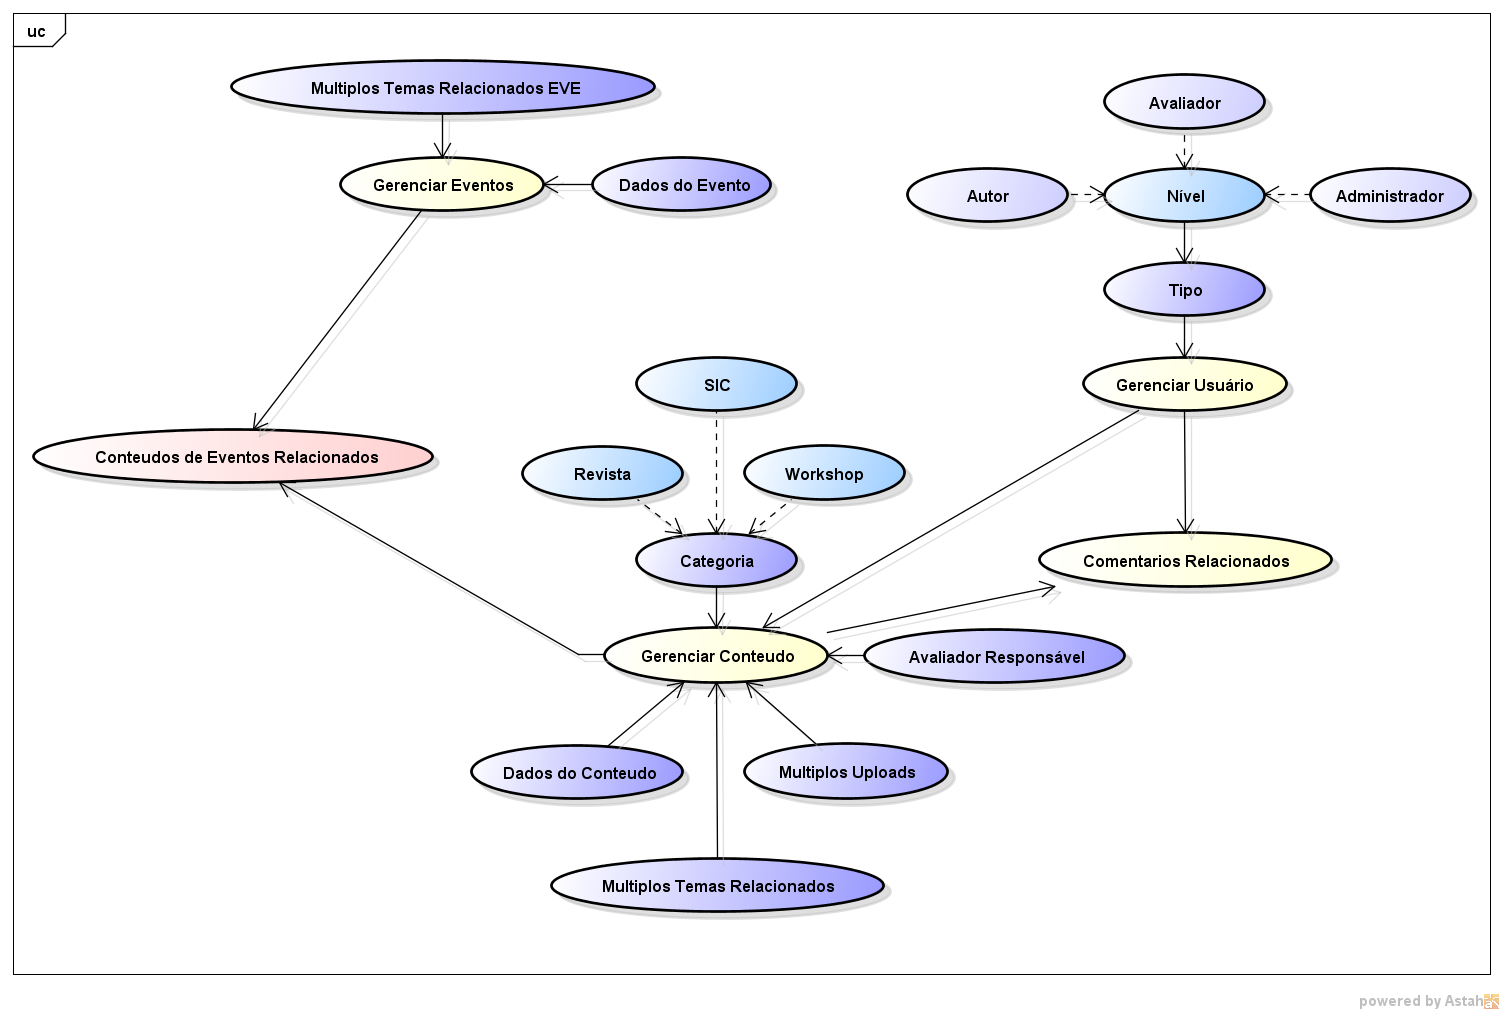 uc
Multiplos Temas Relacionados EVE
Avaliador
Gerenciar Eventos
Dados do Evento
Autor
Nível
Administrador
Tipo
SIC
Gerenciar Usuário
Conteudos de Eventos Relacionados
Revista
Workshop
Categoria
Comentarios Relacionados
Gerenciar Conteudo
Avaliador Responsável
Dados do Conteudo
Multiplos Uploads
Multiplos Temas Relacionados
powered by Astah